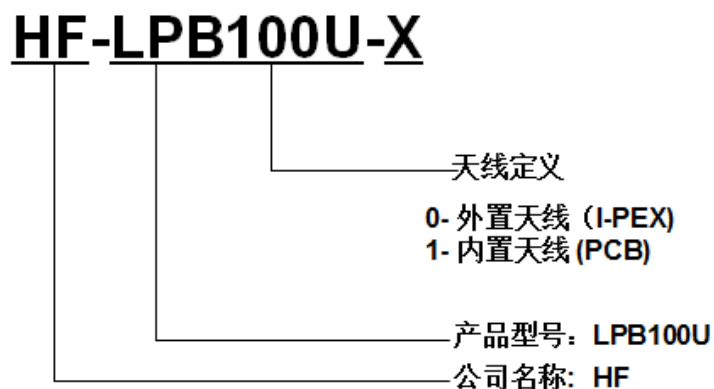 HF-LPB100U-X
天线定义
0- 外置天线（I-PEX)
1- 内置天线 (PCB)
产品型号：LPB100U
公司名称: HF